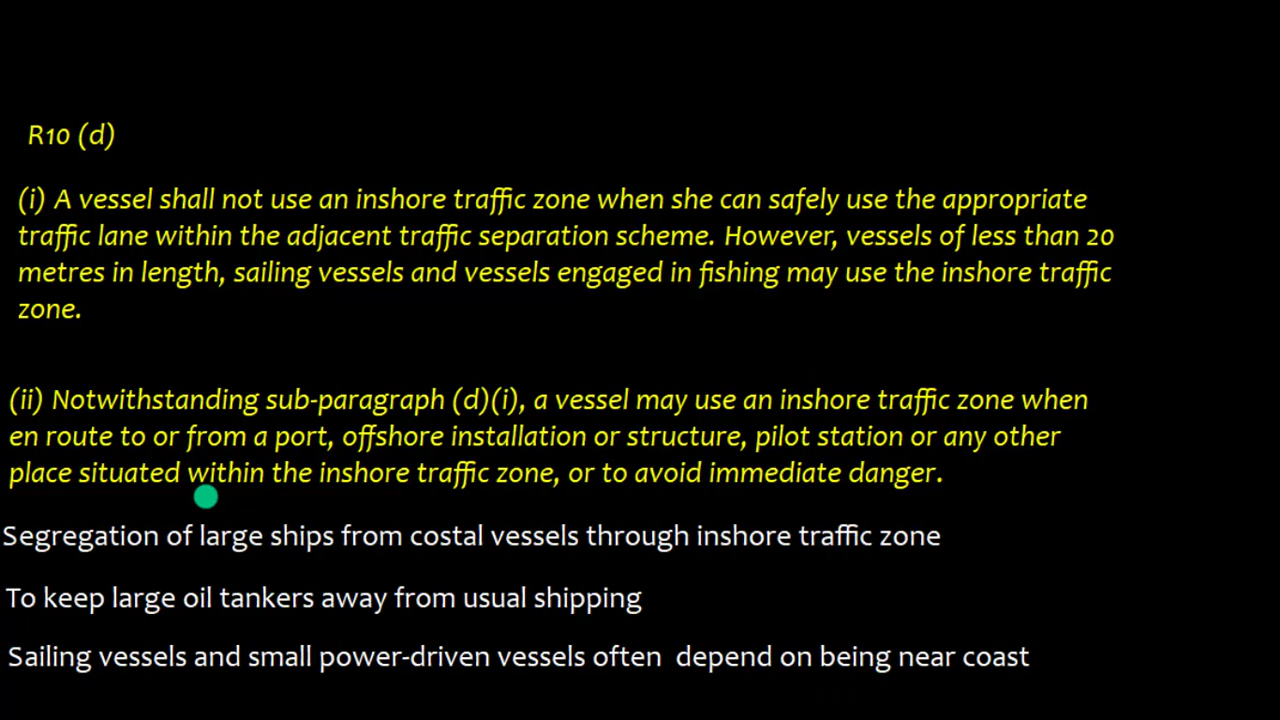 R10 (d)
(i) A vessel shall not use an inshore traffic zone when she can safely use the appropriate
traffic lane within the adjacent traffic separation scheme. However, vessels of less than 20
metres in length, sailing vessels and vessels engaged in fishing may use the inshore traffic
zone.
(ii) Notwithstanding sub-paragraph (d)(i), a vessel may use an inshore traffic zone when
en route to or from a port, offshore installation or structure, pilot station or any other
place situated within the inshore traffic zone, or to avoid immediate danger.
Segregation of large ships from costal vessels through inshore traffic zone
To keep large oil tankers away from usual shipping
Sailing vessels and small power-driven vessels often depend on being near coast